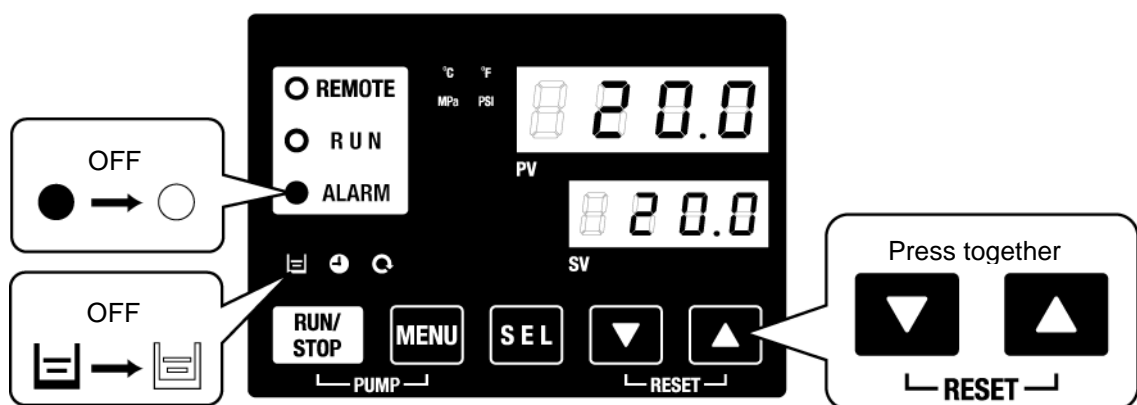 REMOTE
RUN
ALARM
°C °F
MPa PSI
20.0
PV
20.0
SV
OFF
OFF
RUN/
STOP
MENU
SEL
PUMP
RESET
Press together
RESET